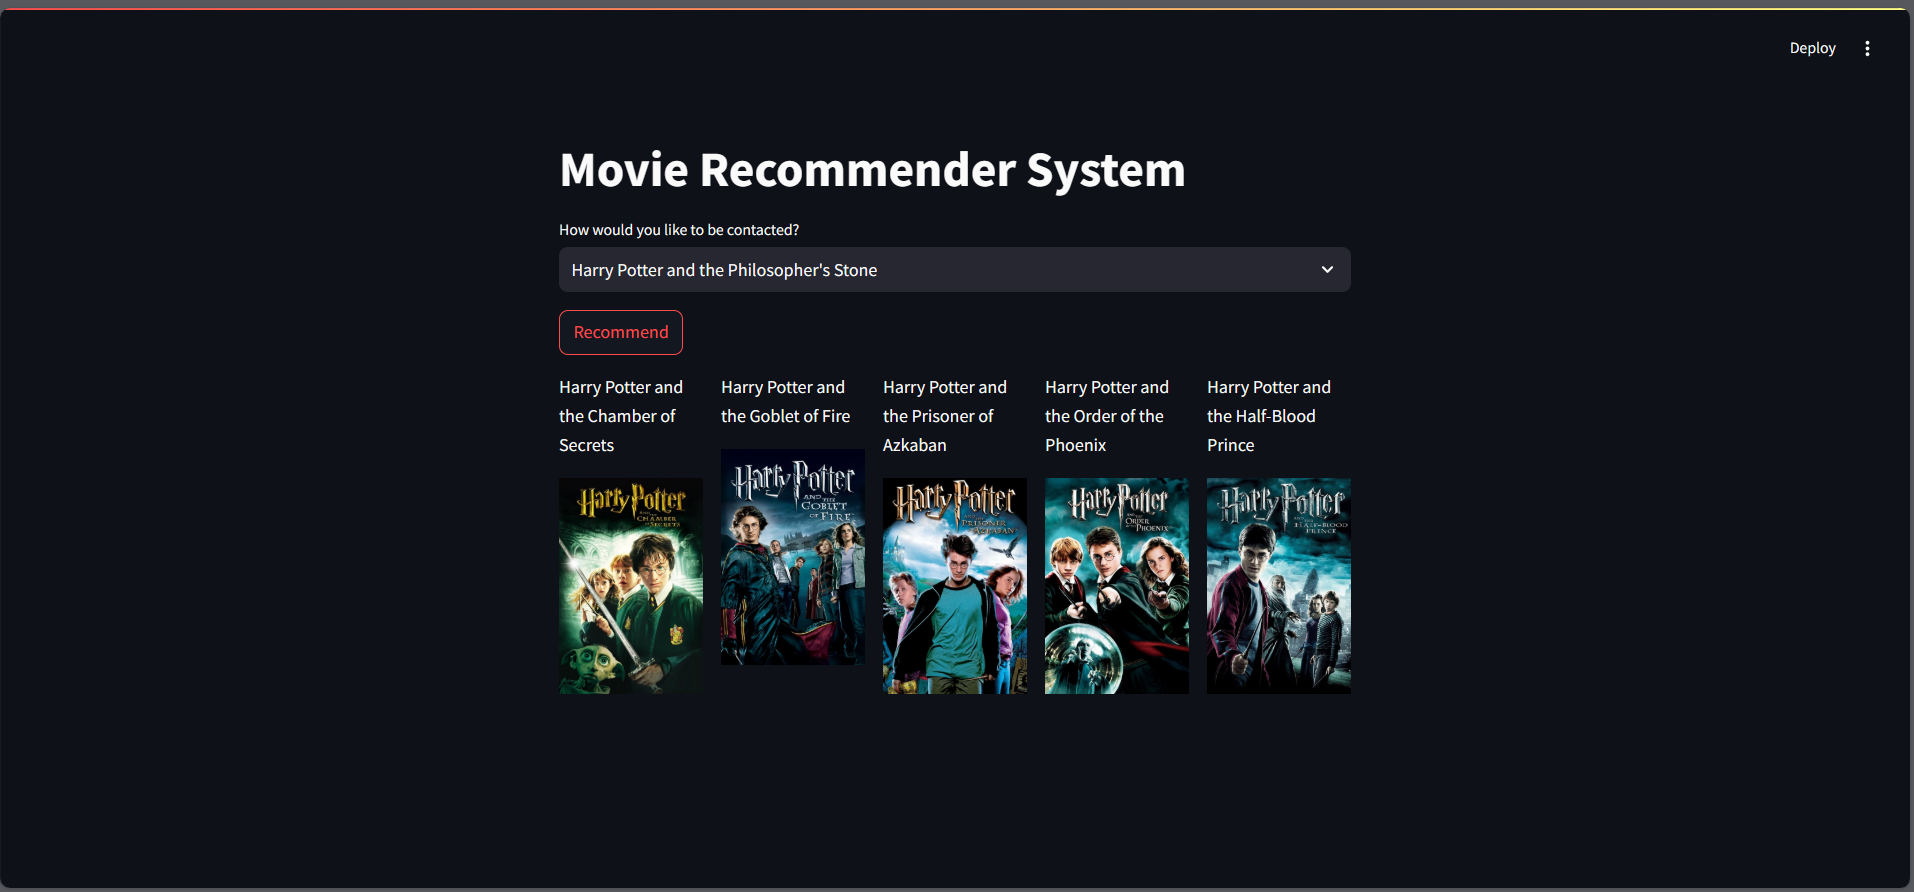 Deploy
Movie Recommender System
How would you like to be contacted?
Harry Potter and the Philosopher's Stone
Recommend
Harry Potter and
the Chamber of
Secrets
Harry Potter and
the Goblet of Fire
Harry Potter and
the Prisoner of
Azkaban
Harry Potter and
the Order of the
Phoenix
Harry Potter and
the Half-Blood
Prince
Harry Potter
AND THE
CHAMBER
OF SECRETS
Harry Potter
AND THE
GOBLET
OF FIRE
Harry Potter
AND THE
PRISONER OF
AZKABAN
Harry Potter
AND THE
ORDER
OF THE
PHOENIX
Harry Potter
AND THE
HALF-BLOOD
PRINCE